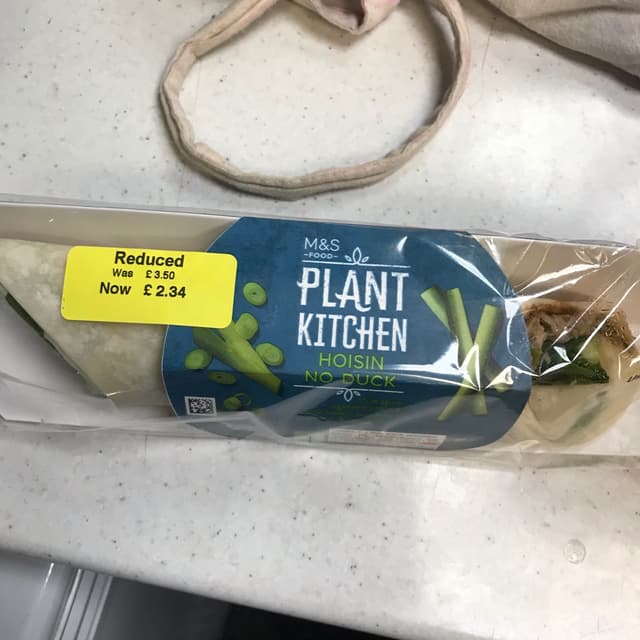 Reduced
Was £3.50
Now £2.34
M&S
-FOOD-
PLANT
KITCHEN
HOISIN
NO DUCK